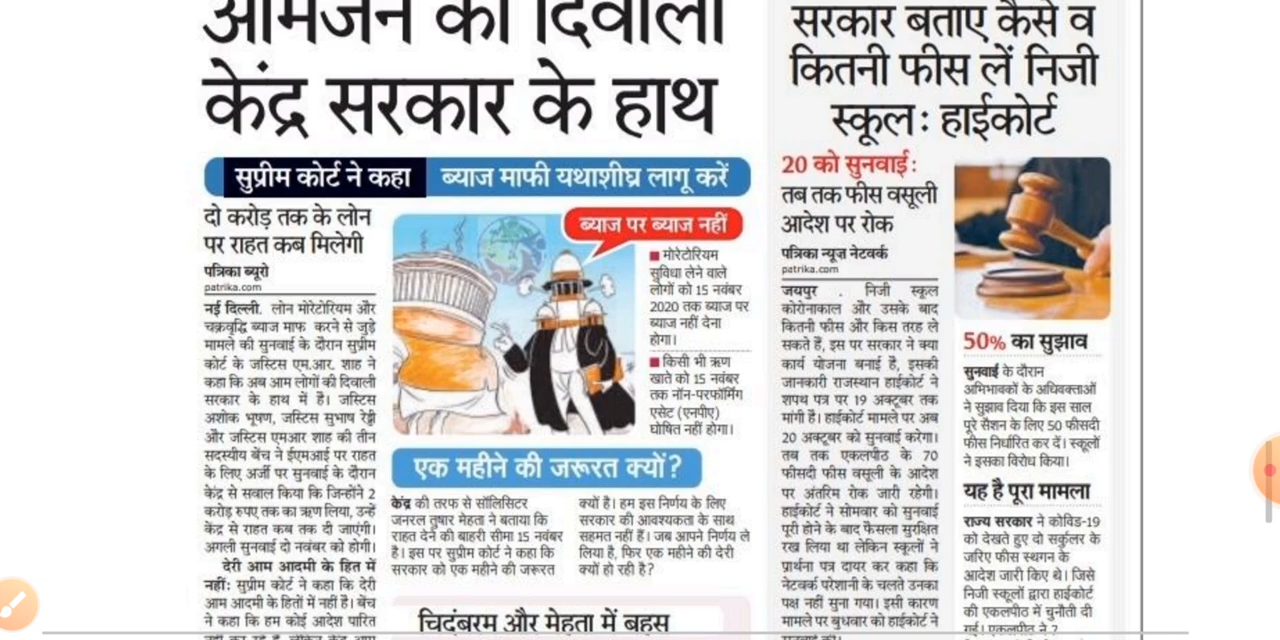 आमजन की दिवाली
केंद्र सरकार के हाथ
सुप्रीम कोर्ट ने कहा
ब्याज माफी यथाशीघ्र लागू करें
दो करोड़ तक के लोन
पर राहत कब मिलेगी
पत्रिका ब्यूरो
patrika.com
नई दिल्ली. लोन मोरेटोरियम और
चक्रवृद्धि ब्याज माफ करने से जुड़े
मामले की सुनवाई के दौरान सुप्रीम
कोर्ट के जस्टिस एम.आर. शाह ने
कहा कि अब आम लोगों की दिवाली
सरकार के हाथ में है। जस्टिस
अशोक भूषण, जस्टिस सुभाष रेड्डी
और जस्टिस एमआर शाह की तीन
सदस्यीय बेंच ने ईएमआई पर राहत
के लिए अर्जी पर सुनवाई के दौरान
केंद्र से सवाल किया कि जिन्होंने 2
करोड़ रुपए तक का ऋण लिया, उन्हें
केंद्र से राहत कब तक दी जाएंगी।
अगली सुनवाई दो नवंबर को होगी।
देरी आम आदमी के हित में
नहीं: सुप्रीम कोर्ट ने कहा कि देरी
आम आदमी के हितों में नहीं है। बेंच
ने कहा कि हम कोई आदेश पारित
नहीं कर रहे हैं, लेकिन केंद्र आम
ब्याज पर ब्याज नहीं
■ मोरेटोरियम
सुविधा लेने वाले
लोगों को 15 नवंबर
2020 तक ब्याज पर
ब्याज नहीं देना
होगा।
■ किसी भी ऋण
खाते को 15 नवंबर
तक नॉन-परफॉर्मिंग
एसेट (एनपीए)
घोषित नहीं होगा।
एक महीने की जरूरत क्यों?
केंद्र की तरफ से सॉलिसिटर
जनरल तुषार मेहता ने बताया कि
राहत देने की बाहरी सीमा 15 नवंबर
है। इस पर सुप्रीम कोर्ट ने कहा कि
सरकार को एक महीने की जरूरत
क्यों है। हम इस निर्णय के लिए
सरकार की आवश्यकता के साथ
सहमत नहीं हैं। जब आपने निर्णय ले
लिया है, फिर एक महीने की देरी
क्यों हो रही है?
चिदंबरम और मेहता में बहस
सरकार बताए कैसे व
कितनी फीस लें निजी
स्कूल: हाईकोर्ट
20 को सुनवाई:
तब तक फीस वसूली
आदेश पर रोक
पत्रिका न्यूज नेटवर्क
patrika.com
जयपुर . निजी स्कूल
कोरोनाकाल और उसके बाद
कितनी फीस और किस तरह ले
सकते हैं, इस पर सरकार ने क्या
कार्य योजना बनाई है, इसकी
जानकारी राजस्थान हाईकोर्ट ने
शपथ पत्र पर 19 अक्टूबर तक
मांगी है। हाईकोर्ट मामले पर अब
20 अक्टूबर को सुनवाई करेगा।
तब तक एकलपीठ के 70
फीसदी फीस वसूली के आदेश
पर अंतरिम रोक जारी रहेगी।
हाईकोर्ट ने सोमवार को सुनवाई
पूरी होने के बाद फैसला सुरक्षित
रख लिया था लेकिन स्कूलों ने
प्रार्थना पत्र दायर कर कहा कि
नेटवर्क परेशानी के चलते उनका
पक्ष नहीं सुना गया। इसी कारण
मामले पर बुधवार को हाईकोर्ट ने
सुनवाई की।
50% का सुझाव
सुनवाई के दौरान
अभिभावकों के अधिवक्ताओं
ने सुझाव दिया कि इस साल
पूरे सैशन के लिए 50 फीसदी
फीस निर्धारित कर दें। स्कूलों
ने इसका विरोध किया।
यह है पूरा मामला
राज्य सरकार ने कोविड-19
को देखते हुए दो सर्कुलर के
जरिए फीस स्थगन के
आदेश जारी किए थे। जिसे
निजी स्कूलों द्वारा हाईकोर्ट
की एकलपीठ में चुनौती दी
गई। एकलपीठ ने 7